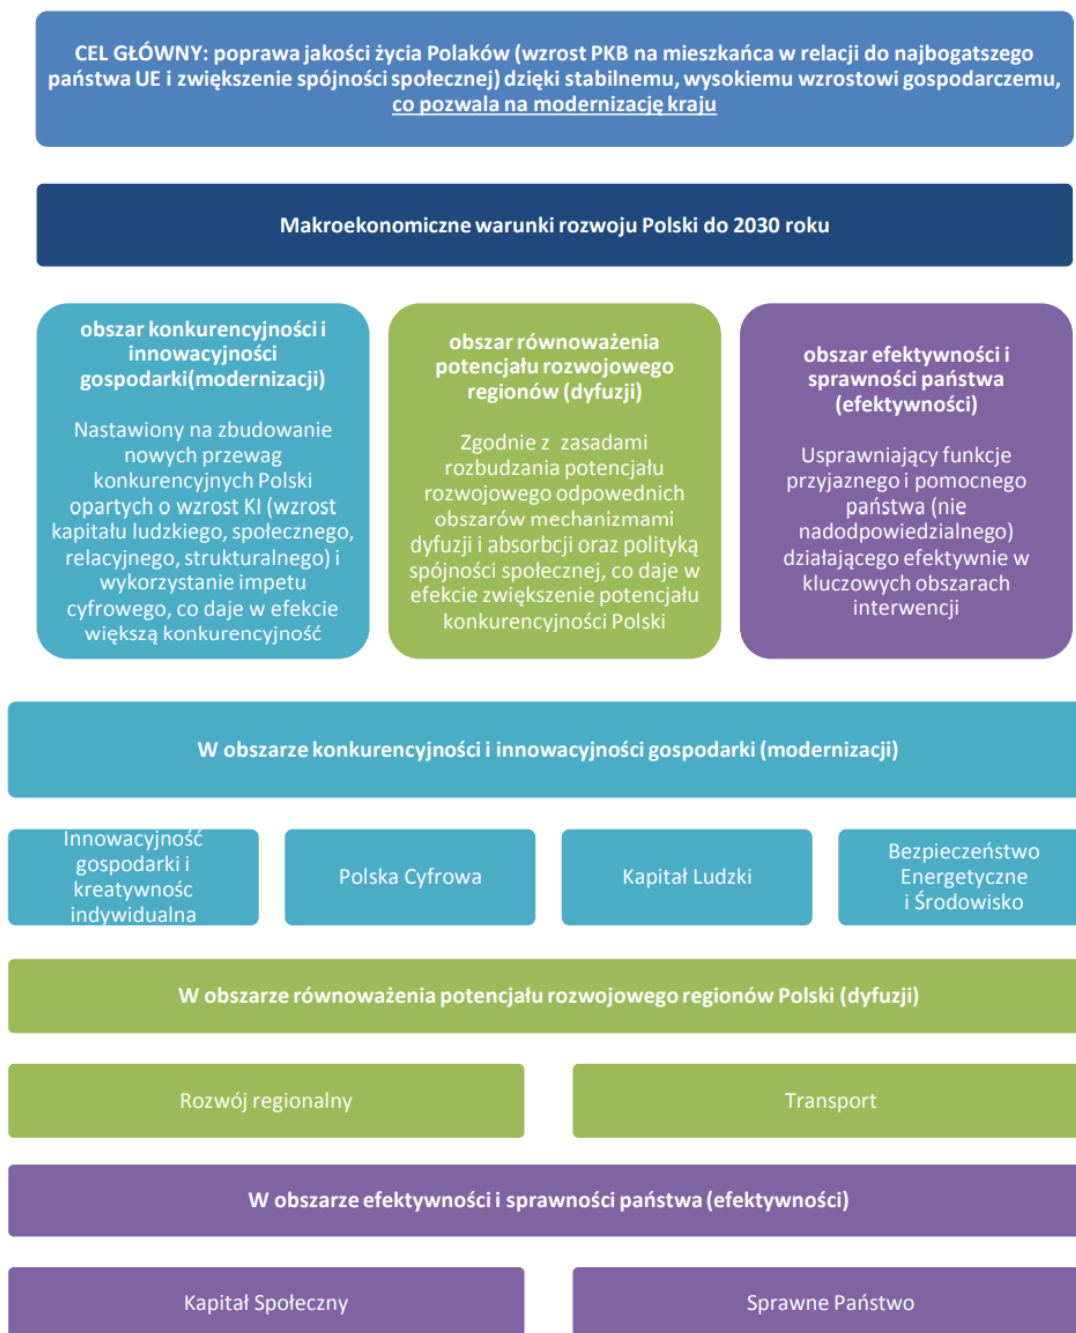 CEL GŁÓWNY: poprawa jakości życia Polaków (wzrost PKB na mieszkańca w relacji do najbogatszego
państwa UE i zwiększenie spójności społecznej) dzięki stabilnemu, wysokiemu wzrostowi gospodarczemu,
co pozwala na modernizację kraju
Makroekonomiczne warunki rozwoju Polski do 2030 roku
obszar konkurencyjności i
innowacyjności
gospodarki(modernizacji)
Nastawiony na zbudowanie
nowych przewag
konkurencyjnych Polski
opartych o wzrost KI (wzrost
kapitału ludzkiego, społecznego,
relacyjnego, strukturalnego) i
wykorzystanie impetu
cyfrowego, co daje w efekcie
większą konkurencyjność
obszar równoważenia
potencjału rozwojowego
regionów (dyfuzji)
Zgodnie z zasadami
rozbudzania potencjału
rozwojowego odpowednich
obszarów mechanizmami
dyfuzji i absorbcji oraz polityką
spójności społecznej, co daje w
efekcie zwiększenie potencjału
konkurencyjności Polski
obszar efektywności i
sprawności państwa
(efektywności)
Usprawniający funkcje
przyjaznego i pomocnego
państwa (nie
nadodpowiedzialnego)
działającego efektywnie w
kluczowych obszarach
interwencji
W obszarze konkurencyjności i innowacyjności gospodarki (modernizacji)
Innowacyjność
gospodarki i
kreatywnośc
indywidualna
Polska Cyfrowa
Kapitał Ludzki
Bezpieczeństwo
Energetyczne
i Środowisko
W obszarze równoważenia potencjału rozwojowego regionów Polski (dyfuzji)
Rozwój regionalny
Transport
W obszarze efektywności i sprawności państwa (efektywności)
Kapitał Społeczny
Sprawne Państwo